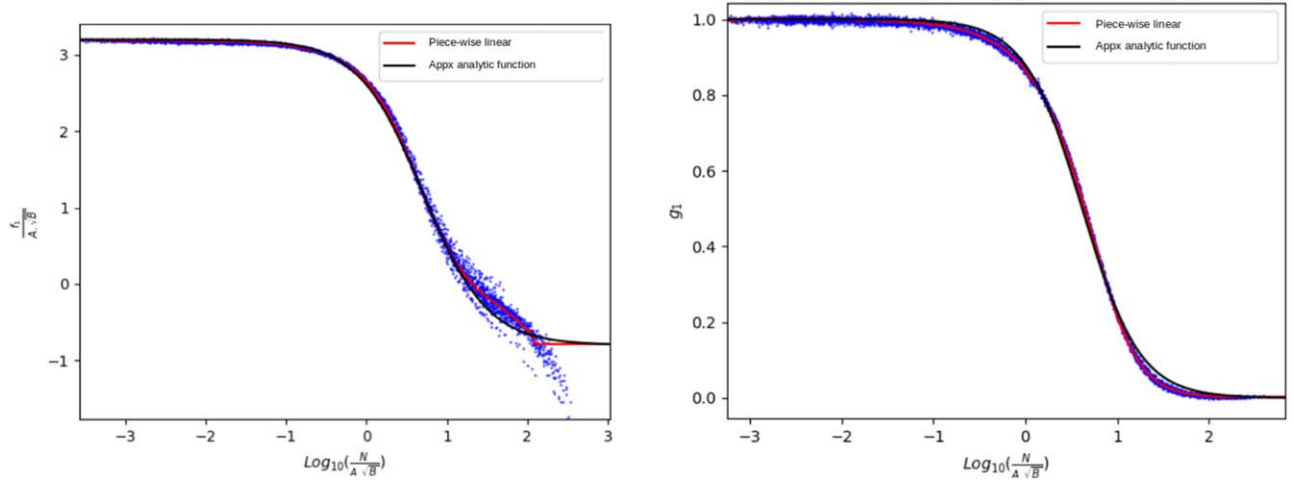 Piece-wise linear
Appx analytic function
3
2
1
0
−1
f₁ / A.√B
−3 −2 −1 0 1 2 3
Log₁₀(N / A √B)
Piece-wise linear
Appx analytic function
1.0
0.8
0.6
0.4
0.2
0.0
g₁
−3 −2 −1 0 1 2
Log₁₀(N / A √B)